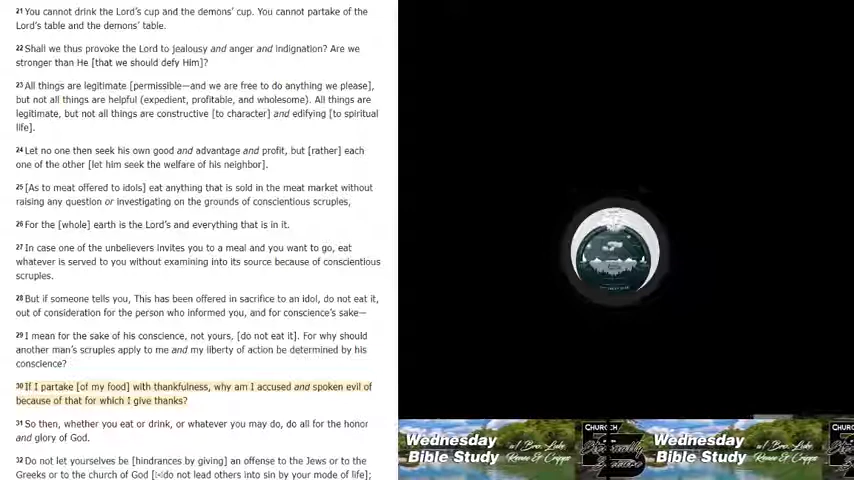 21 You cannot drink the Lord's cup and the demons' cup. You cannot partake of the
Lord's table and the demons' table.
22 Shall we thus provoke the Lord to jealousy and anger and indignation? Are we
stronger than He [that we should defy Him]?
23 All things are legitimate [permissible—and we are free to do anything we please],
but not all things are helpful (expedient, profitable, and wholesome). All things are
legitimate, but not all things are constructive [to character] and edifying [to spiritual
life].
24 Let no one then seek his own good and advantage and profit, but [rather] each
one of the other [let him seek the welfare of his neighbor].
25 [As to meat offered to idols] eat anything that is sold in the meat market without
raising any question or investigating on the grounds of conscientious scruples,
26 For the [whole] earth is the Lord's and everything that is in it.
27 In case one of the unbelievers invites you to a meal and you want to go, eat
whatever is served to you without examining into its source because of conscientious
scruples.
28 But if someone tells you, This has been offered in sacrifice to an idol, do not eat it,
out of consideration for the person who informed you, and for conscience's sake—
29 I mean for the sake of his conscience, not yours, [do not eat it]. For why should
another man's scruples apply to me and my liberty of action be determined by his
conscience?
30 If I partake [of my food] with thankfulness, why am I accused and spoken evil of
because of that for which I give thanks?
31 So then, whether you eat or drink, or whatever you may do, do all for the honor
and glory of God.
32 Do not let yourselves be [hindrances by giving] an offense to the Jews or to the
Greeks or to the church of God [do not lead others into sin by your mode of life];
Wednesday
Bible Study
CHURCH
Wednesday
Bible Study
CHURCH